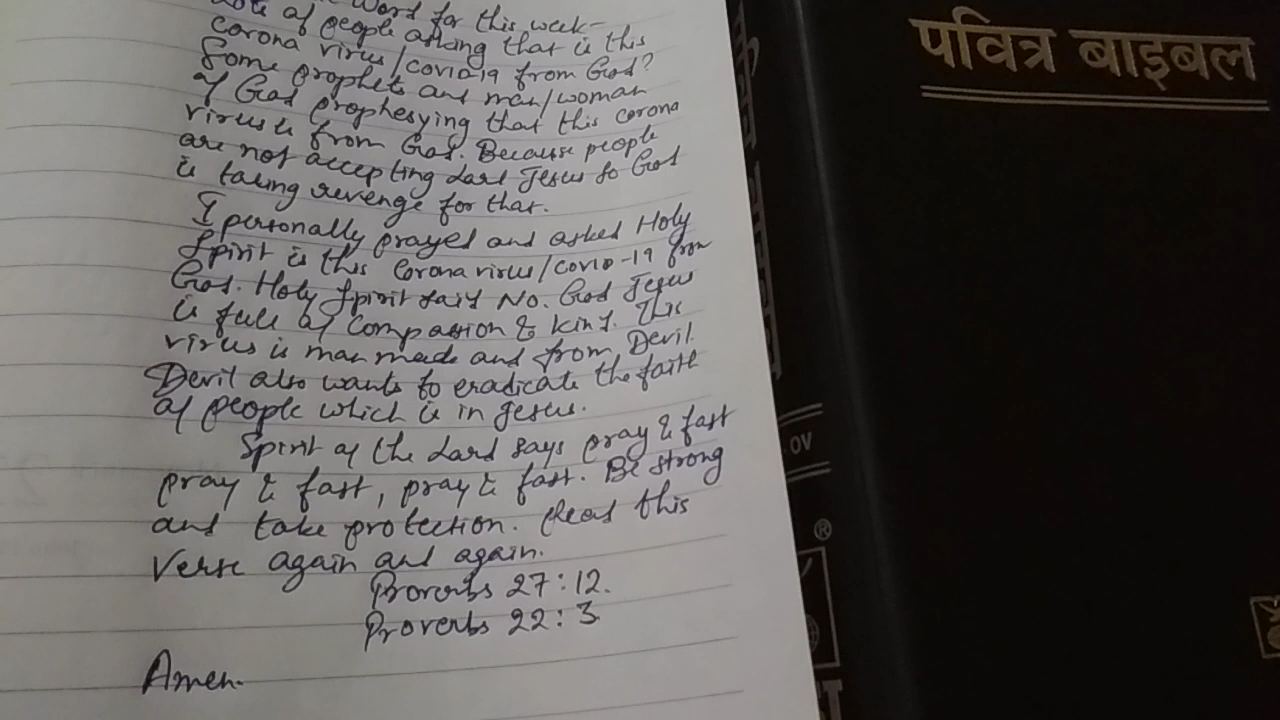 Word for this week-
Lots of people asking that is this
corona virus/covid19 from God?
Some prophets and man/woman
of God prophesying that this corona
virus is from God. Because people
are not accepting Lord Jesus so God
is taking revenge for that.
I personally prayed and asked Holy
Spirit is this Corona virus/covid-19 from
God. Holy Spirit said No. God Jesus
is full of Compassion & kind. This
virus is man made and from Devil.
Devil also wants to eradicate the faith
of people which is in Jesus.
Spirit of the Lord says pray & fast
pray & fast, pray & fast. Be strong
and take protection. Read this
Verse again and again.
Proverbs 27:12.
Proverbs 22:3
Amen.
पवित्र बाइबल
OV
®